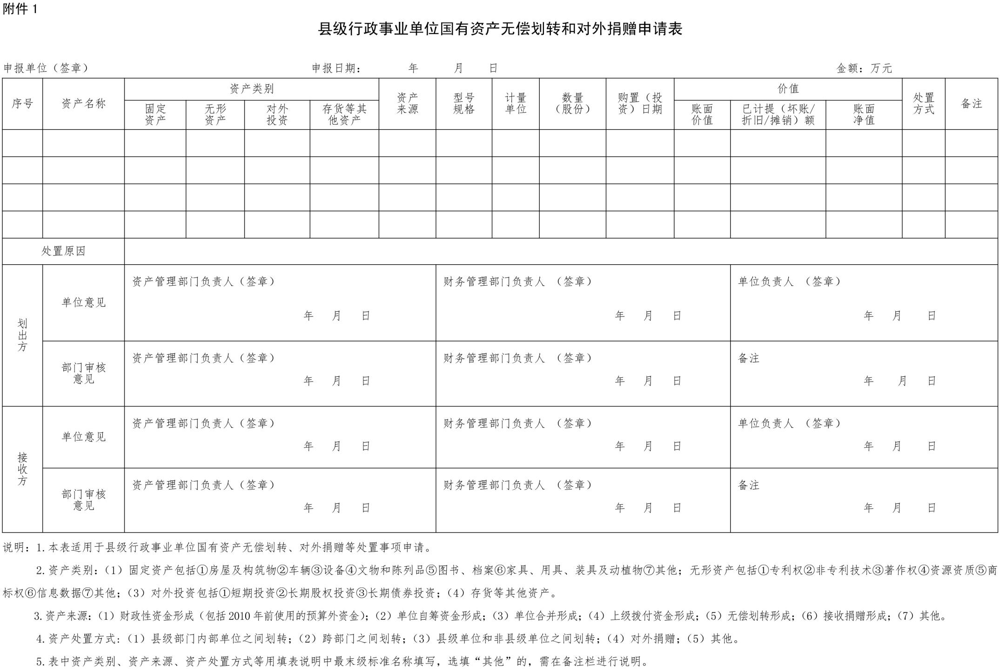 附件 1
县级行政事业单位国有资产无偿划转和对外捐赠申请表
申报单位（签章） 申报日期： 年 月 日 金额：万元
序号 资产名称 资产类别 资产来源 型号规格 计量单位 数量（股份） 购置（投资）日期 价值 处置方式 备注
固定资产 无形资产 对外投资 存货等其他资产 账面价值 已计提（坏账/折旧/摊销）额 账面净值
处置原因
划出方
单位意见
资产管理部门负责人（签章） 财务管理部门负责人 （签章） 单位负责人 （签章）
年 月 日 年 月 日 年 月 日
部门审核意见
资产管理部门负责人（签章） 财务管理部门负责人 （签章） 备注
年 月 日 年 月 日 年 月 日
接收方
单位意见
资产管理部门负责人（签章） 财务管理部门负责人 （签章） 单位负责人 （签章）
年 月 日 年 月 日 年 月 日
部门审核意见
资产管理部门负责人（签章） 财务管理部门负责人 （签章） 备注
年 月 日 年 月 日 年 月 日
说明：1.本表适用于县级行政事业单位国有资产无偿划转、对外捐赠等处置事项申请。
2.资产类别：（1）固定资产包括①房屋及构筑物②车辆③设备④文物和陈列品⑤图书、档案⑥家具、用具、装具及动植物⑦其他；无形资产包括①专利权②非专利技术③著作权④资源资质⑤商
标权⑥信息数据⑦其他；（3）对外投资包括①短期投资②长期股权投资③长期债券投资；（4）存货等其他资产。
3.资产来源：（1）财政性资金形成（包括 2010 年前使用的预算外资金）；（2）单位自筹资金形成；（3）单位合并形成；（4）上级拨付资金形成；（5）无偿划转形成；（6）接收捐赠形成；（7）其他。
4.资产处置方式：（1）县级部门内部单位之间划转；（2）跨部门之间划转；（3）县级单位和非县级单位之间划转；（4）对外捐赠；（5）其他。
5.表中资产类别、资产来源、资产处置方式等用填表说明中最末级标准名称填写，选填“其他”的，需在备注栏进行说明。